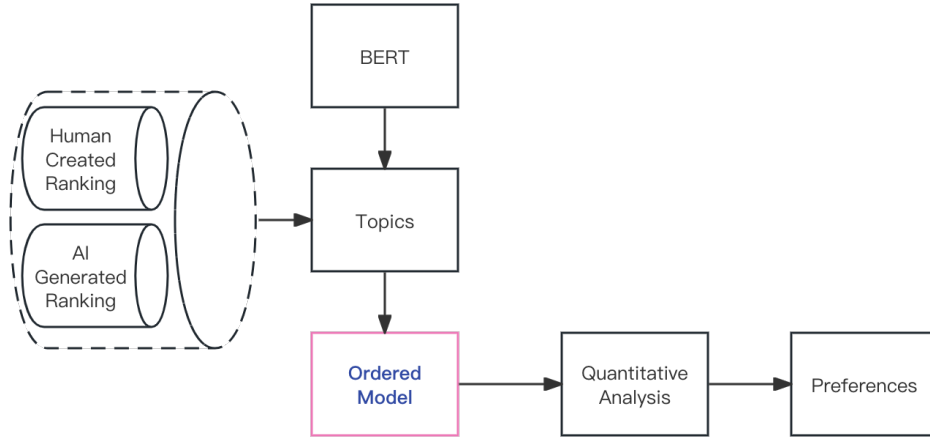 BERT
Human
Created
Ranking
AI
Generated
Ranking
Topics
Ordered
Model
Quantitative
Analysis
Preferences